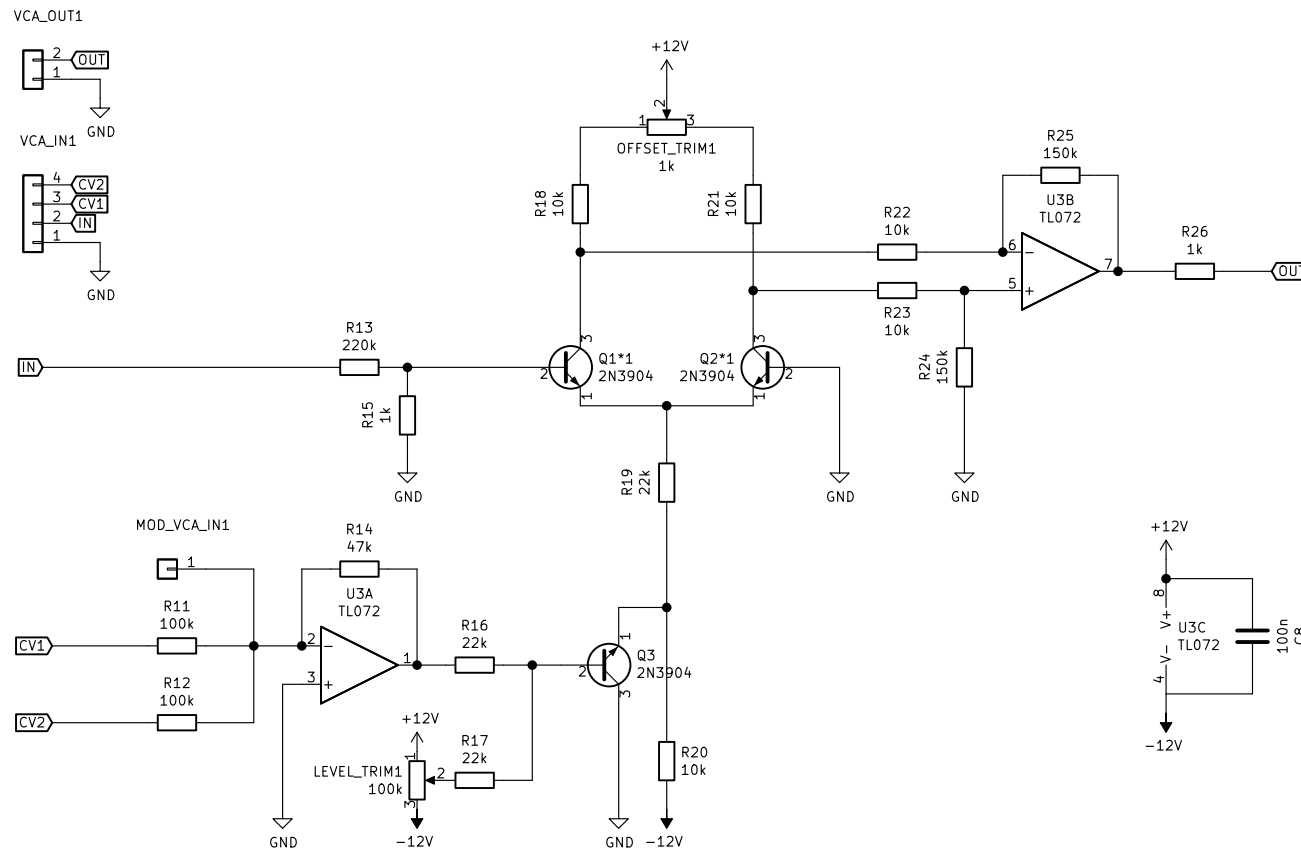 VCA_OUT1
2
OUT
1
GND
VCA_IN1
4
CV2
3
CV1
2
IN
1
GND
+12V
2
1
3
OFFSET_TRIM1
1k
R18
10k
R21
10k
R22
10k
R23
10k
R25
150k
U3B
TL072
6
−
5
+
7
R26
1k
R24
150k
GND
IN
R13
220k
R15
1k
GND
2
3
1
Q1*1
2N3904
Q2*1
2N3904
3
2
1
GND
R19
22k
MOD_VCA_IN1
1
R14
47k
U3A
TL072
R11
100k
CV1
R12
100k
CV2
2
−
3
+
1
GND
R16
22k
R17
22k
+12V
1
LEVEL_TRIM1
100k
2
3
−12V
2
1
3
Q3
2N3904
GND
R20
10k
−12V
+12V
8
V+
U3C
TL072
V−
4
−12V
100n